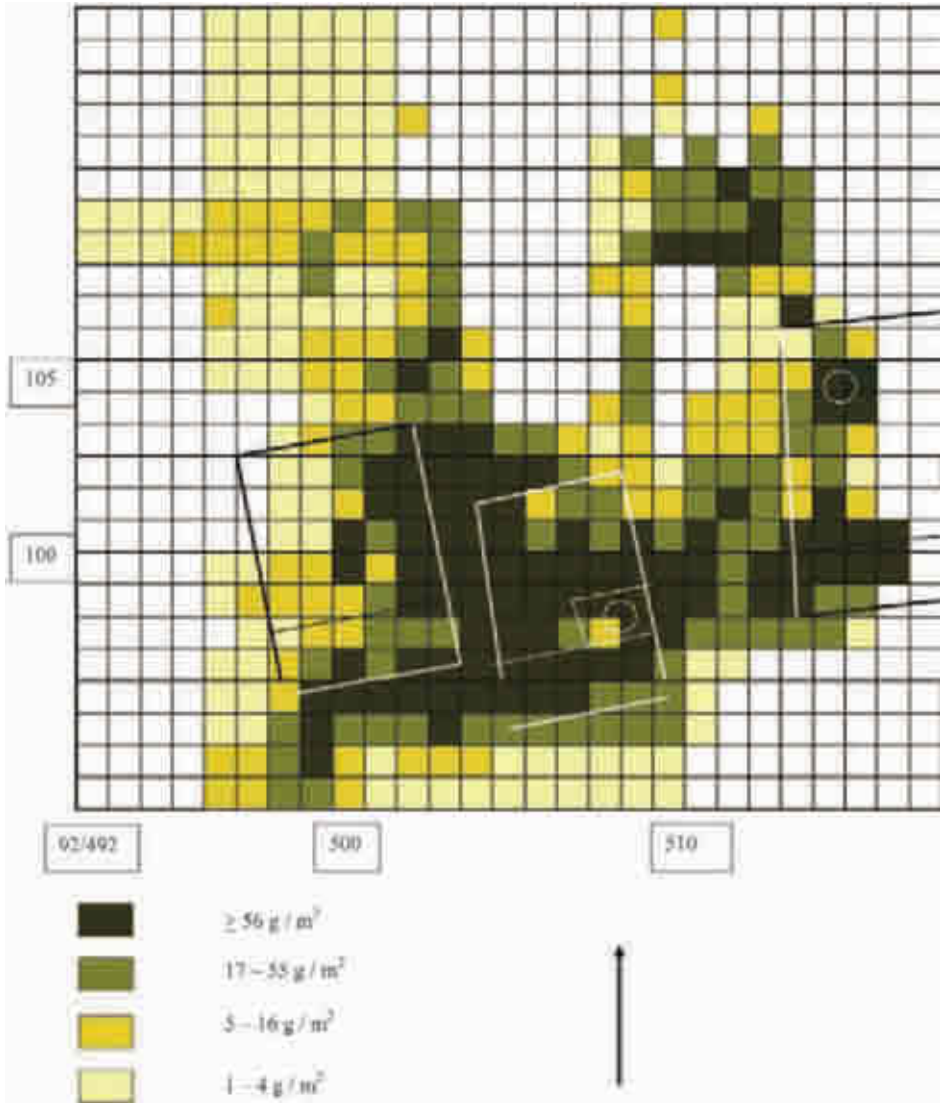 105
100
92/492
500
510
≥ 56 g / m²
17 – 55 g / m²
5 – 16 g / m²
1 – 4 g / m²